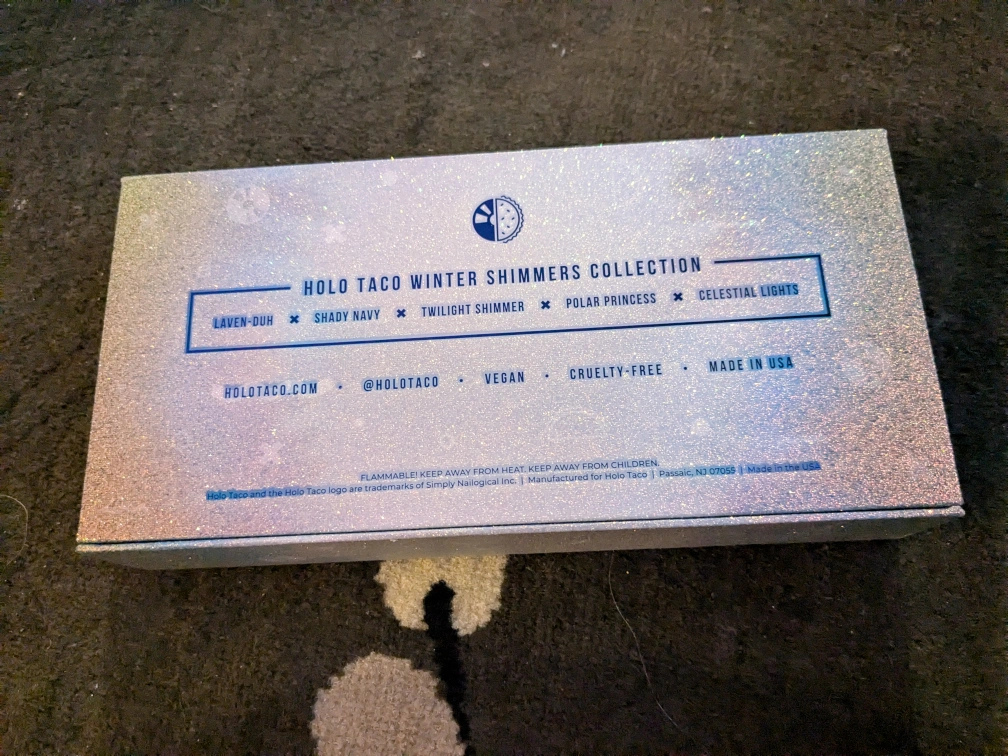 HOLO TACO WINTER SHIMMERS COLLECTION
LAVEN-DUH ✖ SHADY NAVY ✖ TWILIGHT SHIMMER ✖ POLAR PRINCESS ✖ CELESTIAL LIGHTS
HOLOTACO.COM · @HOLOTACO · VEGAN · CRUELTY-FREE · MADE IN USA
FLAMMABLE! KEEP AWAY FROM HEAT. KEEP AWAY FROM CHILDREN.
Holo Taco and the Holo Taco logo are trademarks of Simply Nailogical Inc. | Manufactured for Holo Taco | Passaic, NJ 07055 | Made in the USA